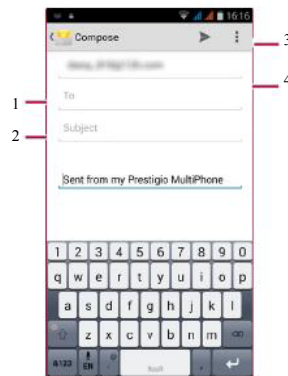 16:16
Compose
3
4
1
To
2
Subject
Sent from my Prestigio MultiPhone
1 2 3 4 5 6 7 8 9 0
q w e r t y u i o p
a s d f g h j k l
z x c v b n m
&123 EN , .